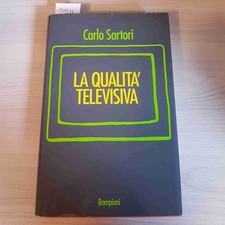 Carlo Sartori
LA QUALITA'
TELEVISIVA
Bompiani